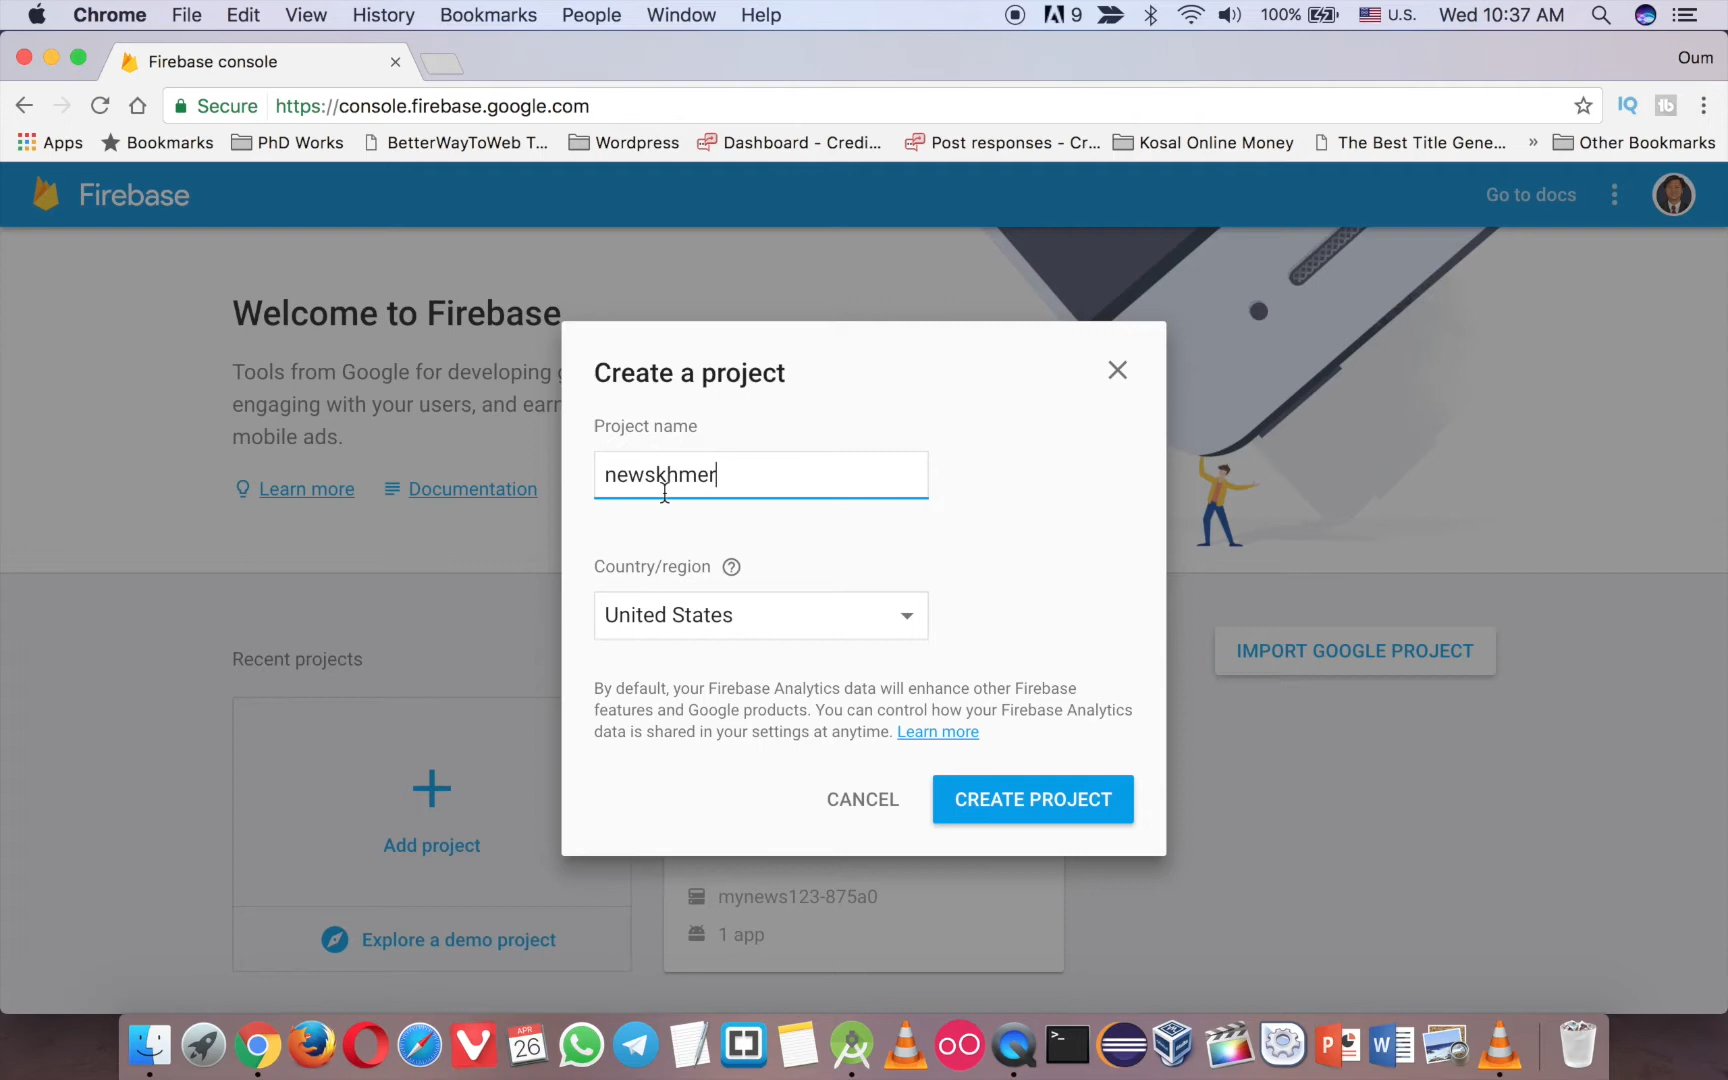 Chrome File Edit View History Bookmarks People Window Help 9 100% U.S. Wed 10:37 AM
Firebase console Oum
Secure https://console.firebase.google.com IQ tb
Apps Bookmarks PhD Works BetterWayToWeb T... Wordpress Dashboard - Credi... Post responses - Cr... Kosal Online Money The Best Title Gene... » Other Bookmarks
Firebase Go to docs
Welcome to Firebase
Tools from Google for developing
engaging with your users, and earn
mobile ads.
Learn more Documentation
Create a project
Project name
newskhmer
Country/region ?
United States
By default, your Firebase Analytics data will enhance other Firebase
features and Google products. You can control how your Firebase Analytics
data is shared in your settings at anytime. Learn more
CANCEL CREATE PROJECT
Recent projects
IMPORT GOOGLE PROJECT
Add project
Explore a demo project
mynews123-875a0
1 app
APR
26
P W